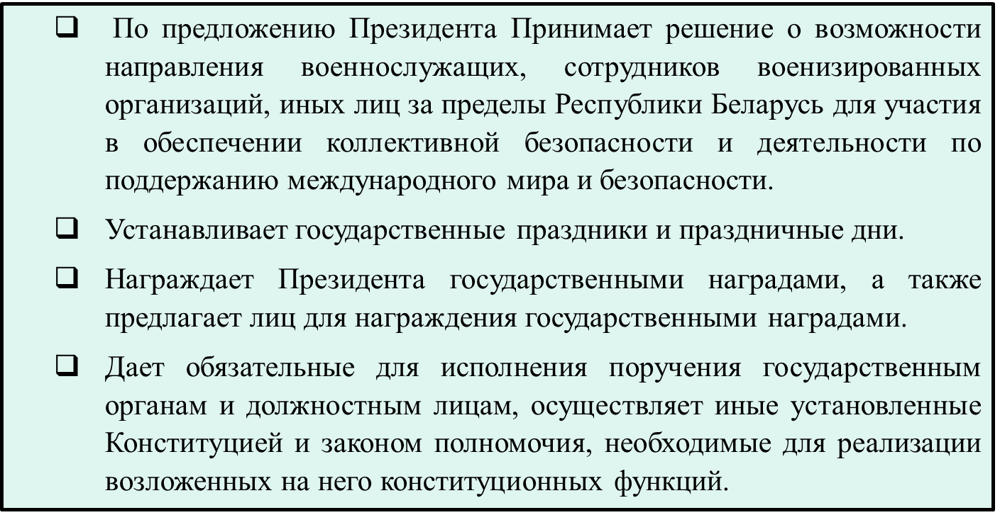 ❑ По предложению Президента Принимает решение о возможности
направления военнослужащих, сотрудников военизированных
организаций, иных лиц за пределы Республики Беларусь для участия
в обеспечении коллективной безопасности и деятельности по
поддержанию международного мира и безопасности.
❑ Устанавливает государственные праздники и праздничные дни.
❑ Награждает Президента государственными наградами, а также
предлагает лиц для награждения государственными наградами.
❑ Дает обязательные для исполнения поручения государственным
органам и должностным лицам, осуществляет иные установленные
Конституцией и законом полномочия, необходимые для реализации
возложенных на него конституционных функций.